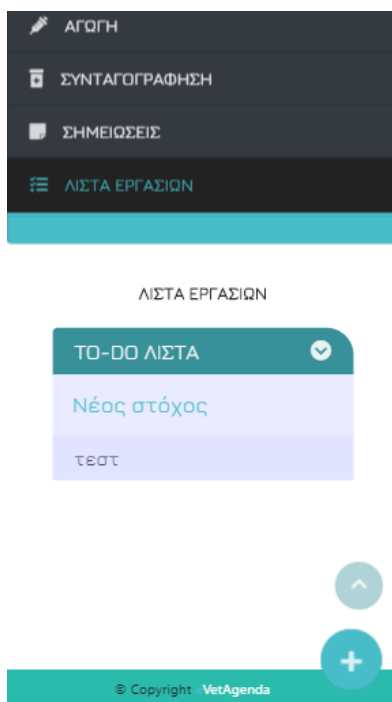 ΑΓΩΓΗ
ΣΥΝΤΑΓΟΓΡΑΦΗΣΗ
ΣΗΜΕΙΩΣΕΙΣ
ΛΙΣΤΑ ΕΡΓΑΣΙΩΝ
ΛΙΣΤΑ ΕΡΓΑΣΙΩΝ
TO-DO ΛΙΣΤΑ
Νέος στόχος
τεστ
© Copyright VetAgenda